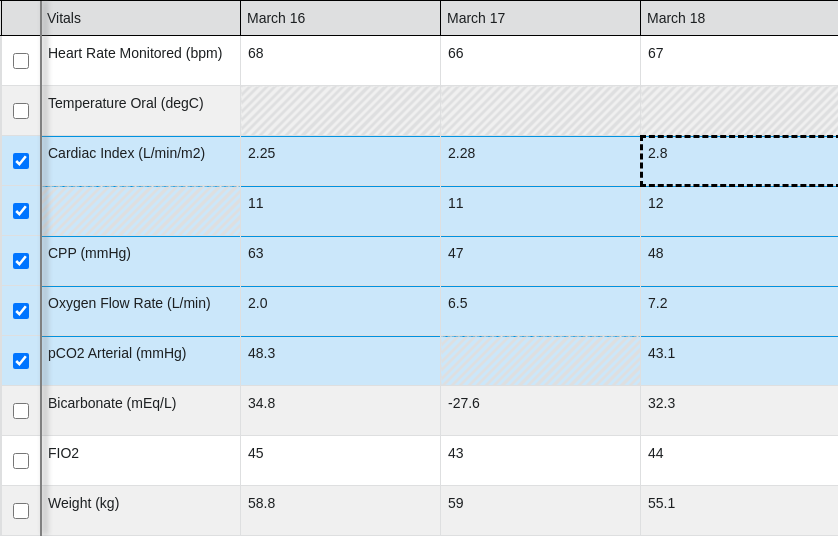 Vitals March 16 March 17 March 18
Heart Rate Monitored (bpm) 68 66 67
Temperature Oral (degC)
Cardiac Index (L/min/m2) 2.25 2.28 2.8
11 11 12
CPP (mmHg) 63 47 48
Oxygen Flow Rate (L/min) 2.0 6.5 7.2
pCO2 Arterial (mmHg) 48.3 43.1
Bicarbonate (mEq/L) 34.8 -27.6 32.3
FIO2 45 43 44
Weight (kg) 58.8 59 55.1